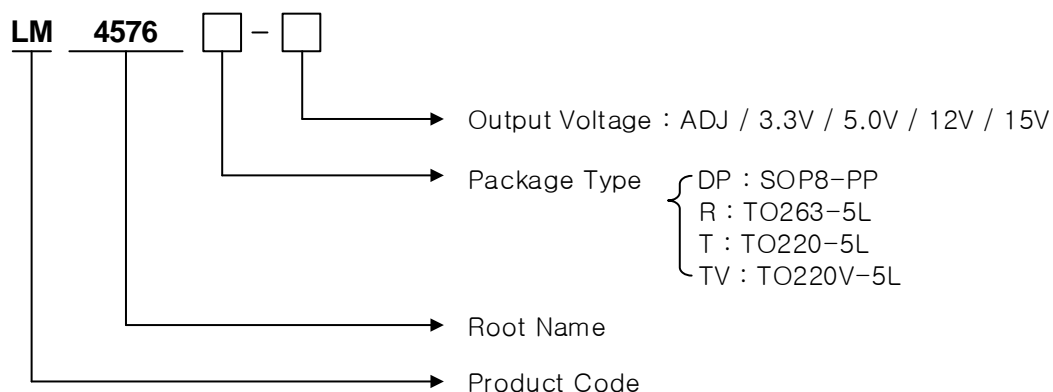 LM 4576 □ - □
Output Voltage : ADJ / 3.3V / 5.0V / 12V / 15V
Package Type
DP : SOP8-PP
R : TO263-5L
T : TO220-5L
TV : TO220V-5L
Root Name
Product Code